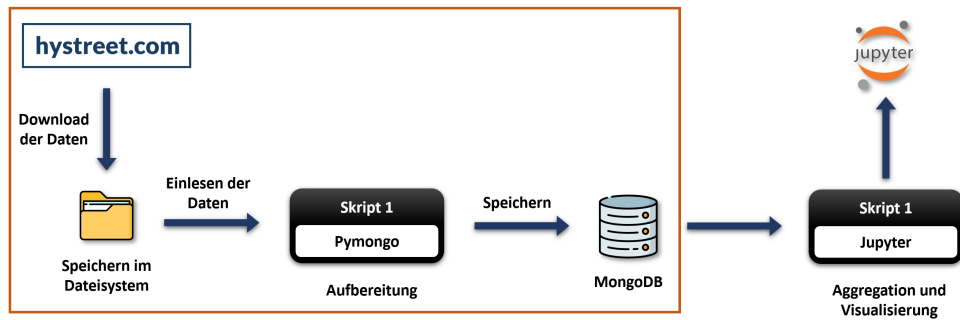 hystreet.com
Download
der Daten
Speichern im
Dateisystem
Einlesen der
Daten
Skript 1
Pymongo
Aufbereitung
Speichern
MongoDB
jupyter
Skript 1
Jupyter
Aggregation und
Visualisierung